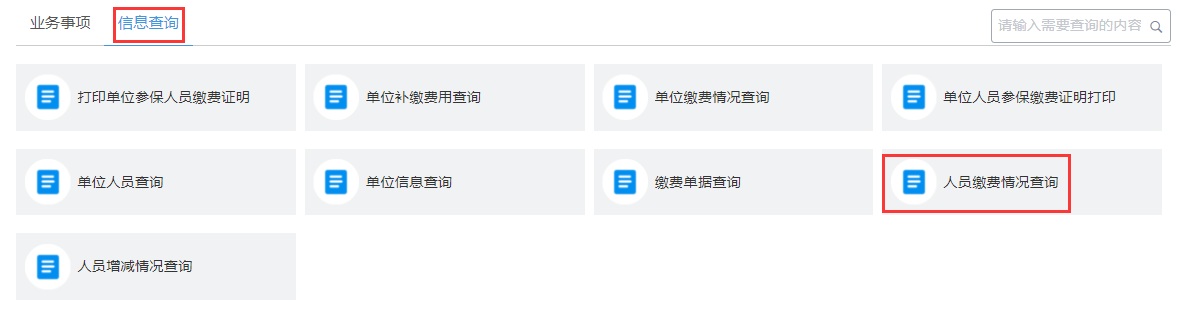 业务事项 信息查询 请输入需要查询的内容
打印单位参保人员缴费证明 单位补缴费用查询 单位缴费情况查询 单位人员参保缴费证明打印
单位人员查询 单位信息查询 缴费单据查询 人员缴费情况查询
人员增减情况查询